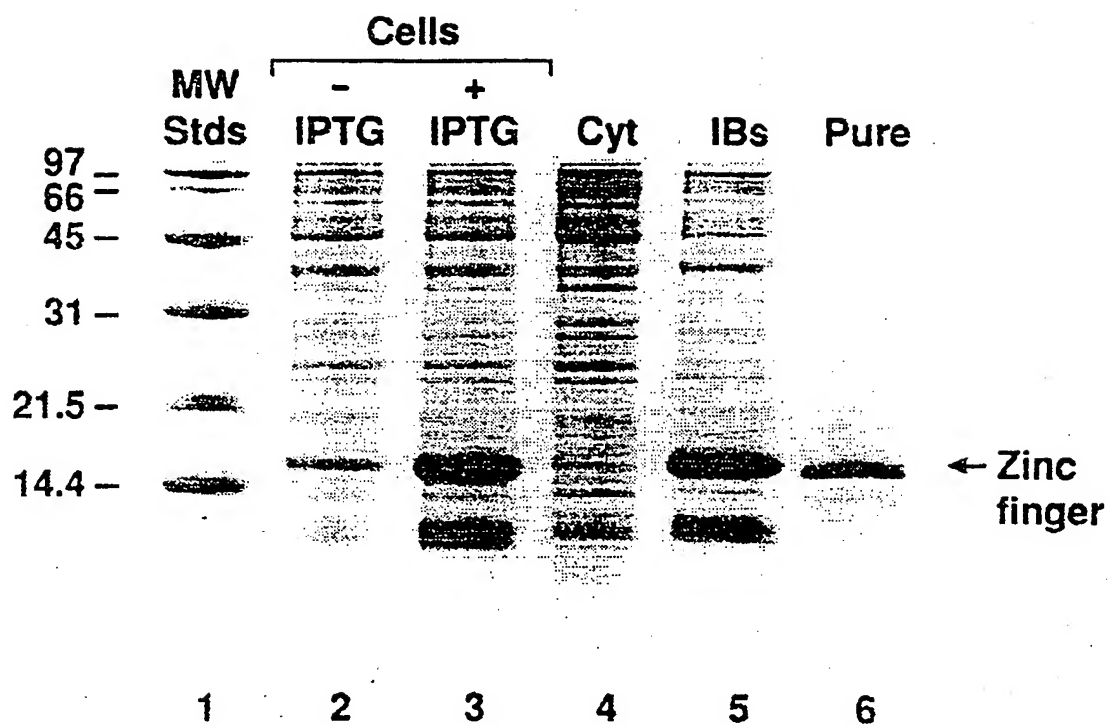 Cells
MW - +
Stds IPTG IPTG Cyt IBs Pure
97 –
66 –
45 –
31 –
21.5 –
14.4 –
← Zinc
finger
1 2 3 4 5 6